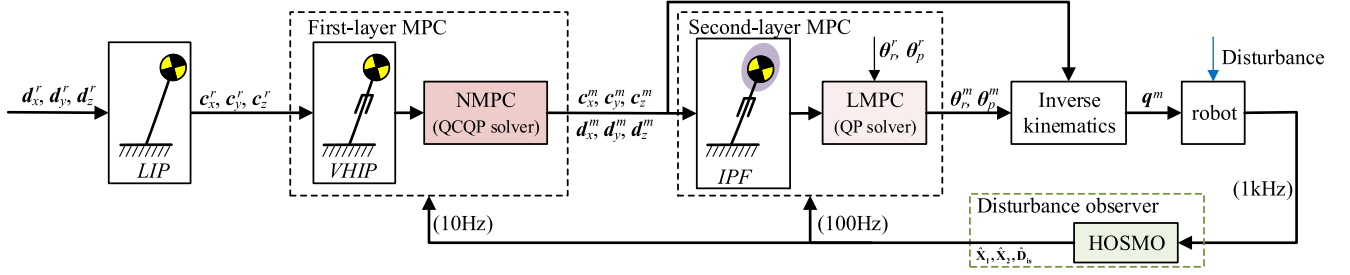 First-layer MPC
Second-layer MPC
d_x^r, d_y^r, d_z^r
LIP
c_x^r, c_y^r, c_z^r
VHIP
NMPC
(QCQP solver)
c_x^m, c_y^m, c_z^m
d_x^m, d_y^m, d_z^m
IPF
θ_r^r, θ_p^r
LMPC
(QP solver)
θ_r^m, θ_p^m
Inverse
kinematics
q^m
robot
Disturbance
(10Hz)
(100Hz)
(1kHz)
Disturbance observer
HOSMO
X̂_1, X̂_2, D̂_is